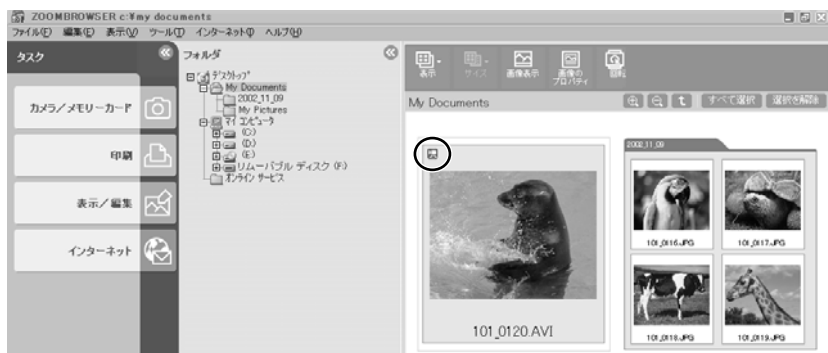 ZOOMBROWSER c:¥my documents
ファイル(F) 編集(E) 表示(V) ツール(T) インターネット(I) ヘルプ(H)
タスク
カメラ/メモリーカード
印刷
表示/編集
インターネット
フォルダ
デスクトップ
My Documents
2002_11_09
My Pictures
マイ コンピュータ
(C:)
(D:)
(E:)
リムーバブル ディスク (F:)
オンライン サービス
表示
サイズ
画像表示
画像の
プロパティ
回転
My Documents
すべて選択
選択を解除
101_0120.AVI
2002_11_09
101_0116.JPG
101_0117.JPG
101_0118.JPG
101_0119.JPG